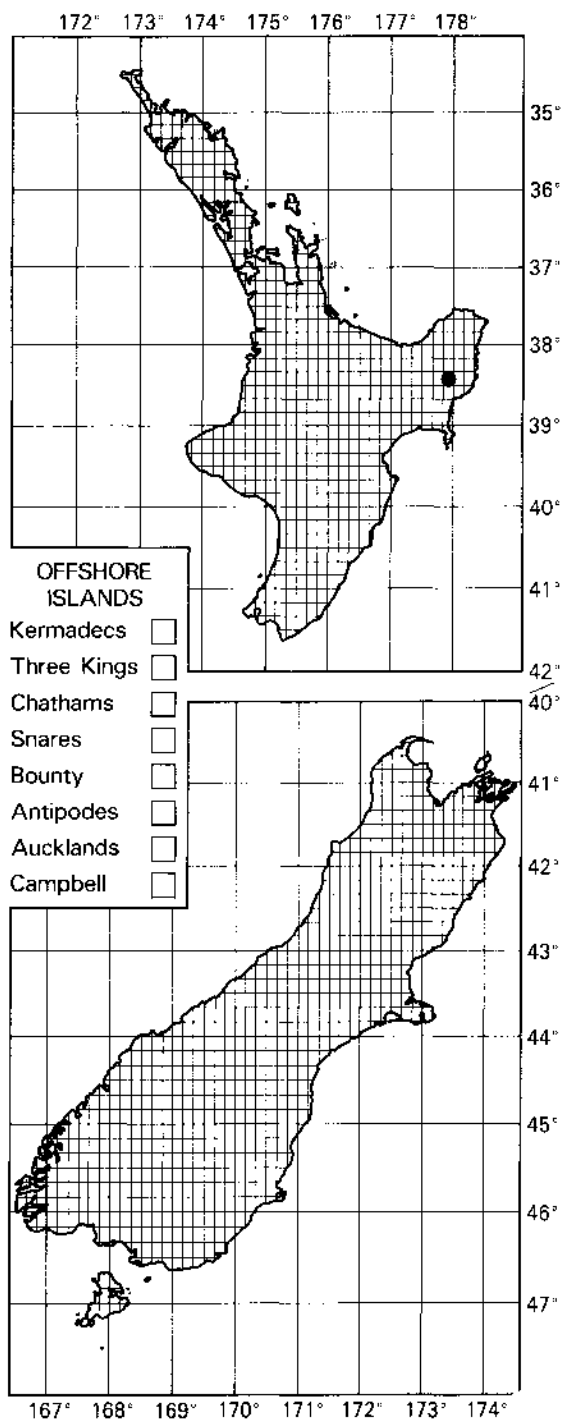 172° 173° 174° 175° 176° 177° 178°
35°
36°
37°
38°
39°
40°
41°
42°
OFFSHORE
ISLANDS
Kermadecs
Three Kings
Chathams
Snares
Bounty
Antipodes
Aucklands
Campbell
40°
41°
42°
43°
44°
45°
46°
47°
167° 168° 169° 170° 171° 172° 173° 174°